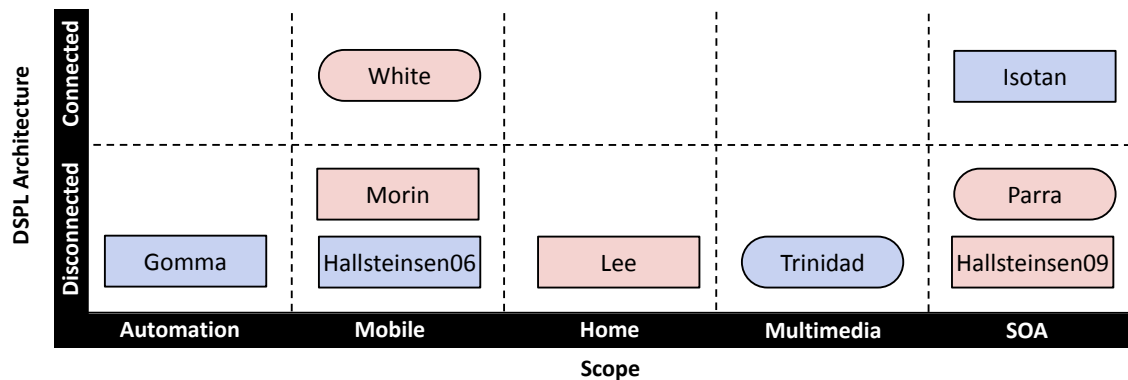 DSPL Architecture
Connected
White
Isotan
Disconnected
Morin
Parra
Gomma
Hallsteinsen06
Lee
Trinidad
Hallsteinsen09
Automation
Mobile
Home
Multimedia
SOA
Scope